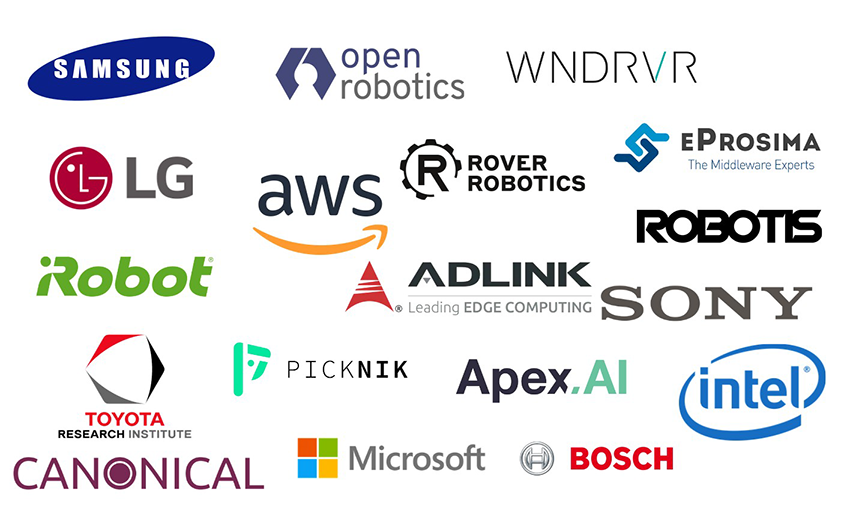 SAMSUNG
open
robotics
WNDRVR
LG
aws
R
ROVER
ROBOTICS
EPROSIMA
The Middleware Experts
ROBOTIS
iRobot®
ADLINK
®
Leading EDGE COMPUTING
SONY
TOYOTA
RESEARCH INSTITUTE
PICKNIK
Apex.AI
intel®
CANONICAL
Microsoft
BOSCH